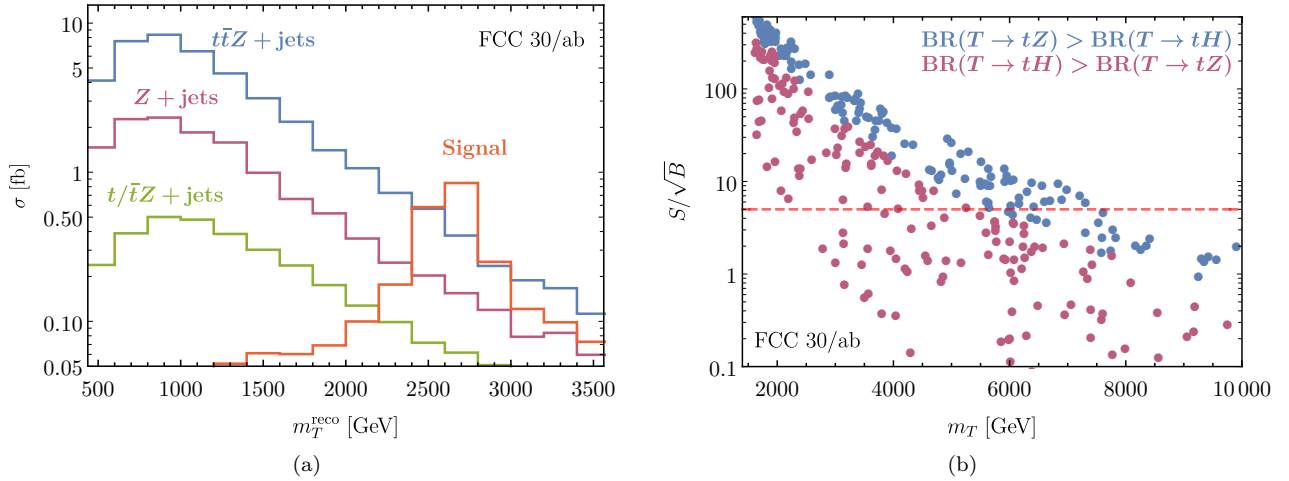 10
5
1
0.50
0.10
0.05
σ [fb]
tt̄Z + jets
FCC 30/ab
Z + jets
Signal
t/t̄Z + jets
500 1000 1500 2000 2500 3000 3500
m_T^reco [GeV]
(a)
100
10
1
0.1
S/√B
BR(T → tZ) > BR(T → tH)
BR(T → tH) > BR(T → tZ)
FCC 30/ab
2000 4000 6000 8000 10 000
m_T [GeV]
(b)